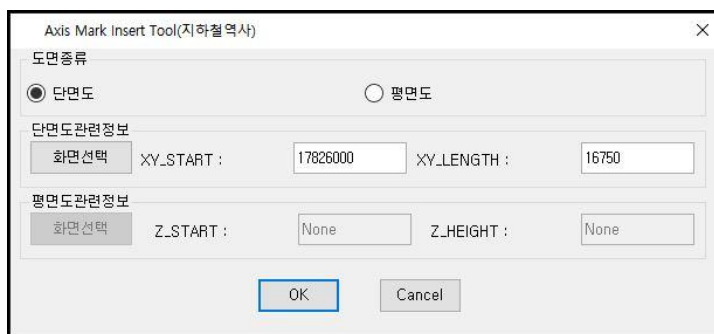 Axis Mark Insert Tool(지하철역사)
도면종류
단면도 평면도
단면도관련정보
화면선택 XY_START : 17826000 XY_LENGTH : 16750
평면도관련정보
화면선택 Z_START : None Z_HEIGHT : None
OK Cancel